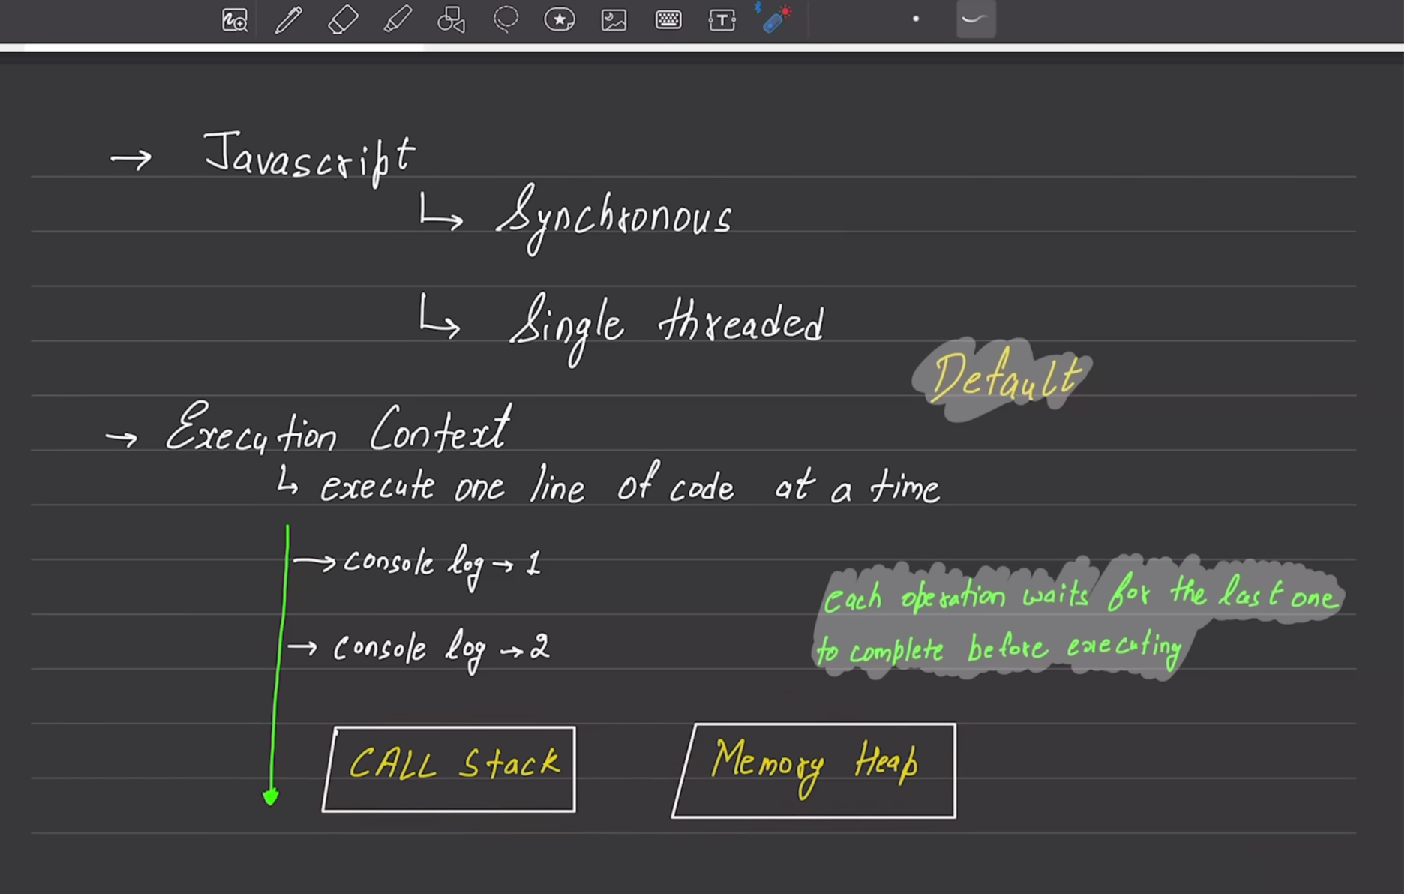 → Javascript
↳ Synchronous
↳ Single threaded
Default
→ Execution Context
↳ execute one line of code at a time
→ console log → 1
→ console log → 2
each operation waits for the last one
to complete before executing
CALL Stack
Memory Heap